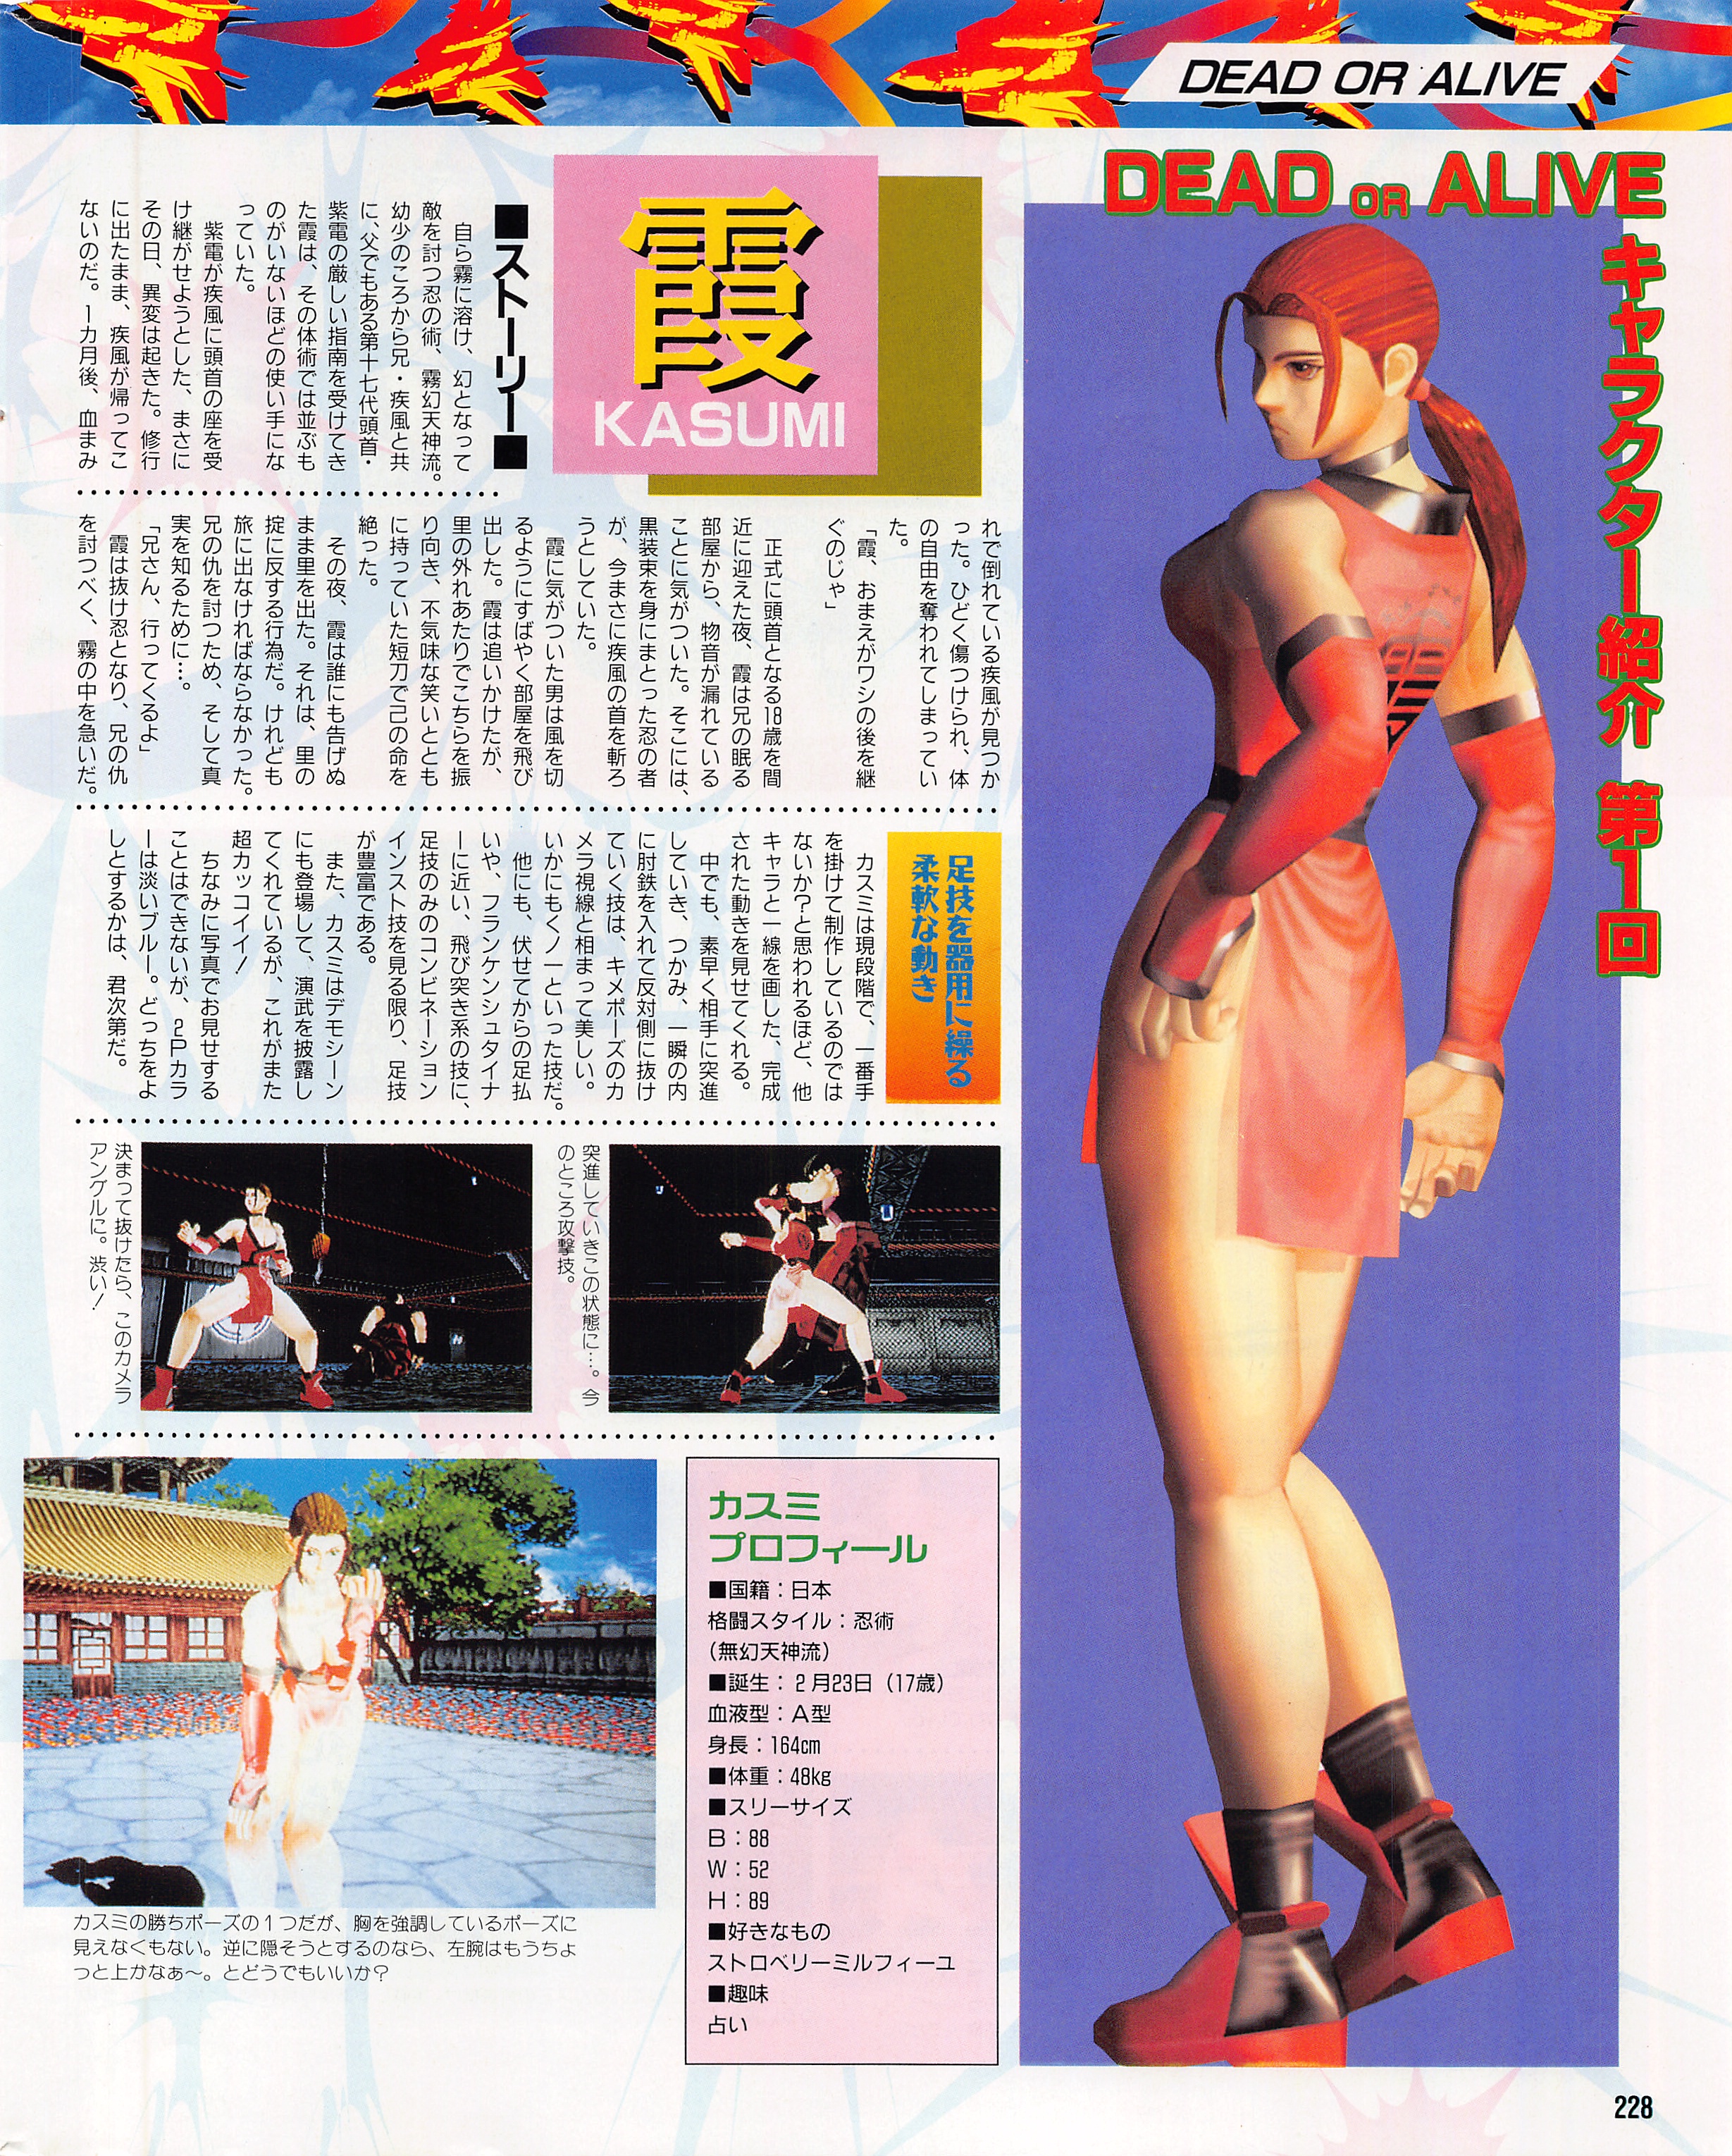 DEAD OR ALIVE
DEAD OR ALIVE
キャラクター紹介 第1回
霞
KASUMI
■ストーリー■
自ら霧に溶け、幻となって
敵を討つ忍の術、霧幻天神流。
幼少のころから兄・疾風と共
に、父でもある第十七代頭首・
紫電の厳しい指南を受けてき
た霞は、その体術では並ぶも
のがいないほどの使い手にな
っていた。
紫電が疾風に頭首の座を受
け継がせようとした、まさに
その日、異変は起きた。修行
に出たまま、疾風が帰ってこ
ないのだ。1カ月後、血まみ
れで倒れている疾風が見つか
った。ひどく傷つけられ、体
の自由を奪われてしまってい
た。
「霞、おまえがワシの後を継
ぐのじゃ」
正式に頭首となる18歳を間
近に迎えた夜、霞は兄の眠る
部屋から、物音が漏れている
ことに気がついた。そこには、
黒装束を身にまとった忍の者
が、今まさに疾風の首を斬ろ
うとしていた。
霞に気がついた男は風を切
るようにすばやく部屋を飛び
出した。霞は追いかけたが、
里の外れあたりでこちらを振
り向き、不気味な笑いととも
に持っていた短刀で己の命を
絶った。
その夜、霞は誰にも告げぬ
まま里を出た。それは、里の
掟に反する行為だ。けれども
旅に出なければならなかった。
兄の仇を討つため、そして真
実を知るために…。
「兄さん、行ってくるよ」
霞は抜け忍となり、兄の仇
を討つべく、霧の中を急いだ。
足技を器用に繰る
柔軟な動き
カスミは現段階で、一番手
を掛けて制作しているのでは
ないか?と思われるほど、他
キャラと一線を画した、完成
された動きを見せてくれる。
中でも、素早く相手に突進
していき、つかみ、一瞬の内
に肘鉄を入れて反対側に抜け
ていく技は、キメポーズのカ
メラ視線と相まって美しい。
いかにもくノ一といった技だ。
他にも、伏せてからの足払
いや、フランケンシュタイナ
ーに近い、飛び突き系の技に、
足技のみのコンビネーション
インスト技を見る限り、足技
が豊富である。
また、カスミはデモシーン
にも登場して、演武を披露し
てくれているが、これがまた
超カッコイイ!
ちなみに写真でお見せする
ことはできないが、2Pカラ
ーは淡いブルー。どっちをよ
しとするかは、君次第だ。
突進していきこの状態に…。今
のところ攻撃技。
決まって抜けたら、このカメラ
アングルに。渋い!
カスミ
プロフィール
■国籍:日本
格闘スタイル:忍術
(無幻天神流)
■誕生:2月23日(17歳)
血液型:A型
身長:164cm
■体重:48kg
■スリーサイズ
B:88
W:52
H:89
■好きなもの
ストロベリーミルフィーユ
■趣味
占い
カスミの勝ちポーズの1つだが、胸を強調しているポーズに
見えなくもない。逆に隠そうとするのなら、左腕はもうちょ
っと上かなぁ〜。とどうでもいいか?
228